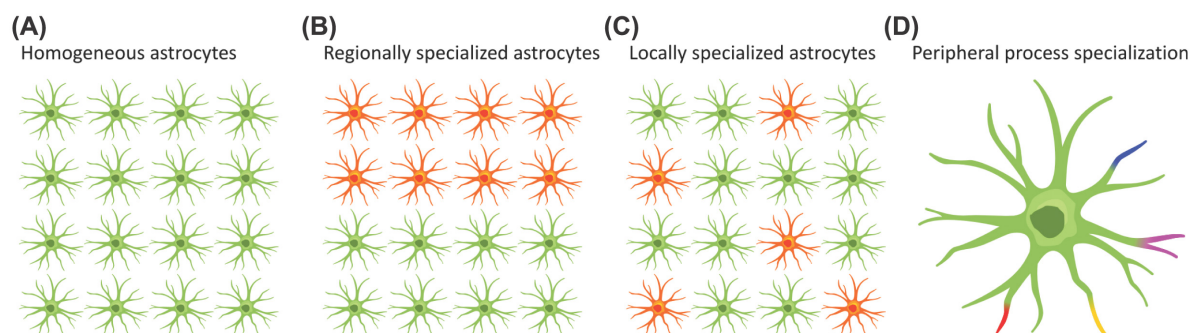 (A)
Homogeneous astrocytes
(B)
Regionally specialized astrocytes
(C)
Locally specialized astrocytes
(D)
Peripheral process specialization